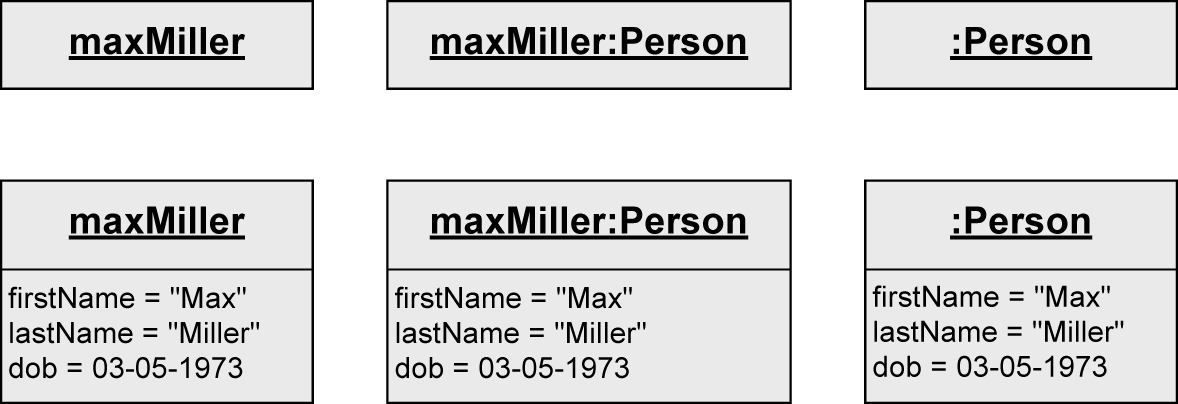 maxMiller
maxMiller:Person
:Person
maxMiller
firstName = "Max"
lastName = "Miller"
dob = 03-05-1973
maxMiller:Person
firstName = "Max"
lastName = "Miller"
dob = 03-05-1973
:Person
firstName = "Max"
lastName = "Miller"
dob = 03-05-1973